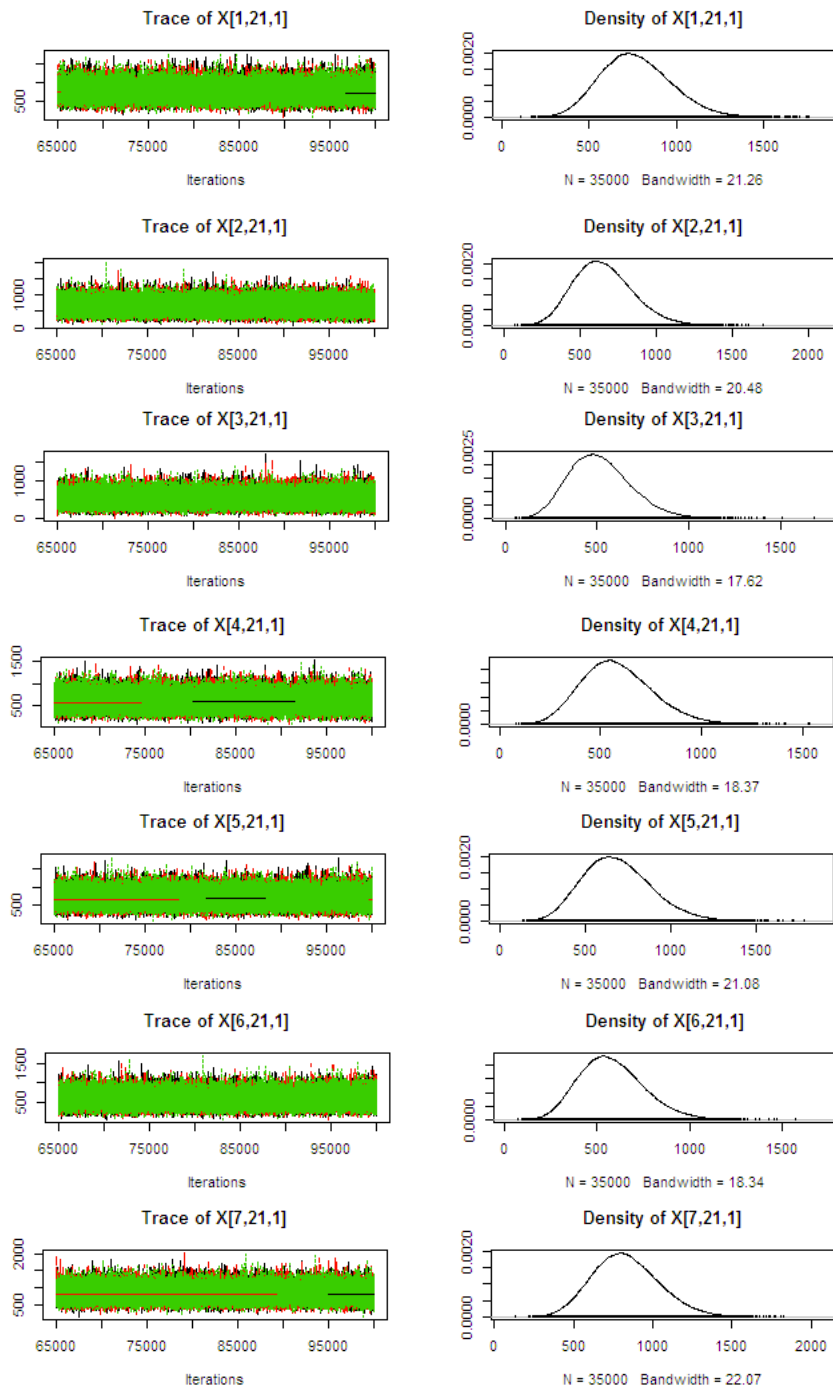 Trace of X[1,21,1]
Density of X[1,21,1]
500
0.0000 0.0020
65000 75000 85000 95000
0 500 1000 1500
Iterations
N = 35000 Bandwidth = 21.26
Trace of X[2,21,1]
Density of X[2,21,1]
0 1000
0.0000 0.0020
65000 75000 85000 95000
0 500 1000 1500 2000
Iterations
N = 35000 Bandwidth = 20.48
Trace of X[3,21,1]
Density of X[3,21,1]
0 1000
0.0000 0.0025
65000 75000 85000 95000
0 500 1000 1500
Iterations
N = 35000 Bandwidth = 17.62
Trace of X[4,21,1]
Density of X[4,21,1]
500 1500
0.0000
65000 75000 85000 95000
0 500 1000 1500
Iterations
N = 35000 Bandwidth = 18.37
Trace of X[5,21,1]
Density of X[5,21,1]
500
0.0000 0.0020
65000 75000 85000 95000
0 500 1000 1500
Iterations
N = 35000 Bandwidth = 21.08
Trace of X[6,21,1]
Density of X[6,21,1]
500 1500
0.0000
65000 75000 85000 95000
0 500 1000 1500
Iterations
N = 35000 Bandwidth = 18.34
Trace of X[7,21,1]
Density of X[7,21,1]
500 2000
0.0000 0.0020
65000 75000 85000 95000
0 500 1000 1500 2000
Iterations
N = 35000 Bandwidth = 22.07